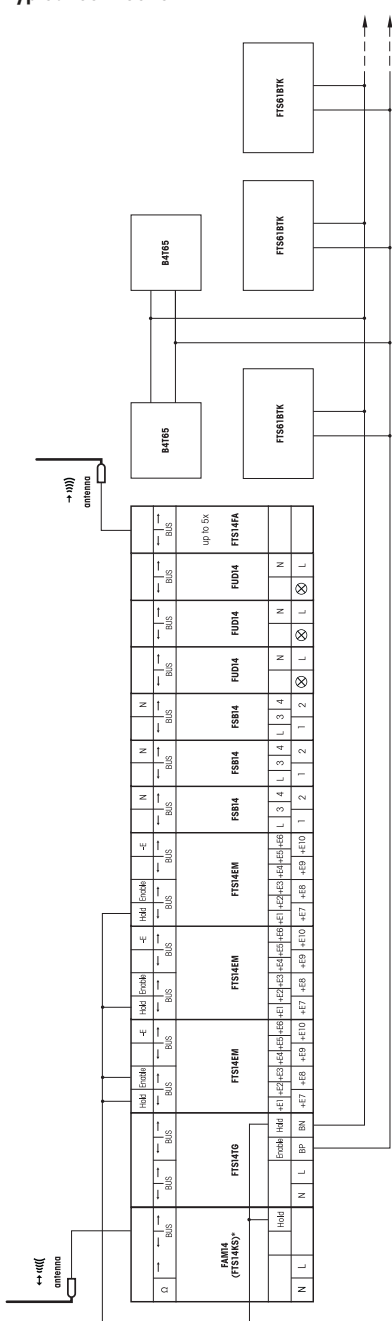 antenna
Ω
BUS
FAM14
(FTS14KS)*
Hold
N L
BUS
BUS
FTS14TG
Enable Hold
N L BP BN
Hold Enable -E
BUS
BUS
FTS14EM
+E1 +E2 +E3 +E4 +E5 +E6
+E7 +E8 +E9 +E10
Hold Enable -E
BUS
BUS
FTS14EM
+E1 +E2 +E3 +E4 +E5 +E6
+E7 +E8 +E9 +E10
Hold Enable -E
BUS
BUS
FTS14EM
+E1 +E2 +E3 +E4 +E5 +E6
+E7 +E8 +E9 +E10
N
BUS
FSB14
L 3 4
1 2
N
BUS
FSB14
L 3 4
1 2
N
BUS
FSB14
L 3 4
1 2
BUS
FUD14
N
L
BUS
FUD14
N
L
BUS
FUD14
N
L
antenna
BUS
up to 5x
FTS14FA
B4T65
B4T65
FTS61BTK
FTS61BTK
FTS61BTK